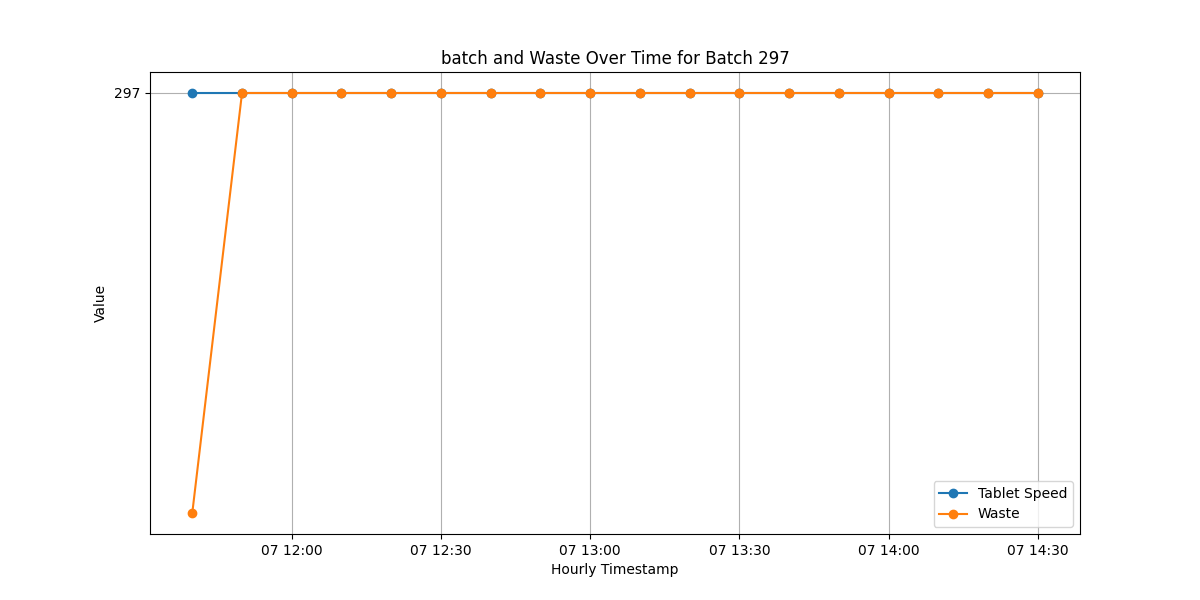 batch and Waste Over Time for Batch 297
297
Value
Tablet Speed
Waste
07 12:00 07 12:30 07 13:00 07 13:30 07 14:00 07 14:30
Hourly Timestamp